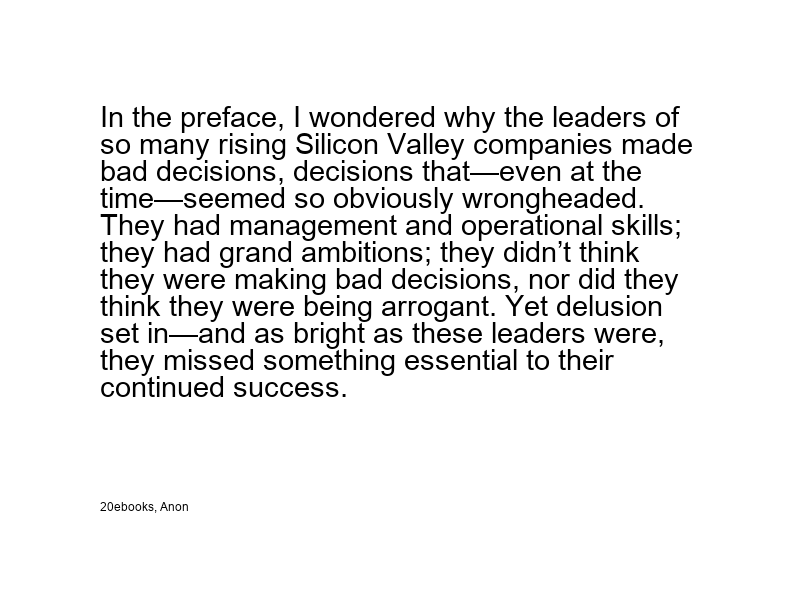 In the preface, I wondered why the leaders of
so many rising Silicon Valley companies made
bad decisions, decisions that—even at the
time—seemed so obviously wrongheaded.
They had management and operational skills;
they had grand ambitions; they didn’t think
they were making bad decisions, nor did they
think they were being arrogant. Yet delusion
set in—and as bright as these leaders were,
they missed something essential to their
continued success.
20ebooks, Anon